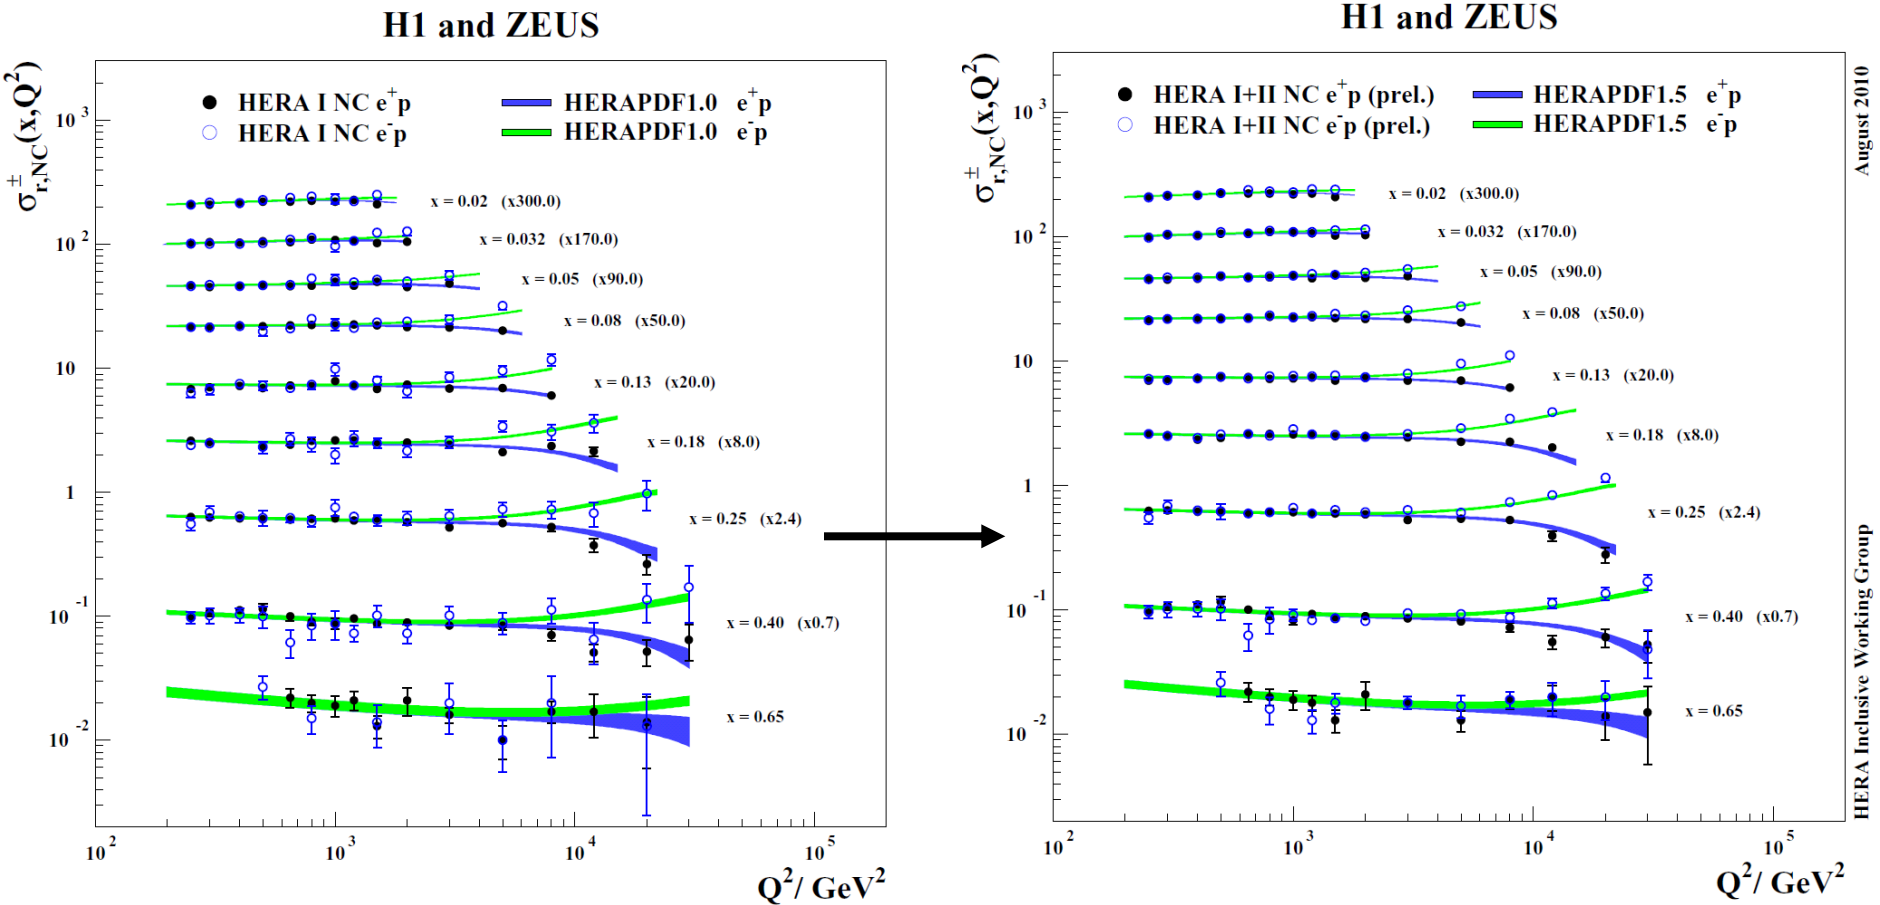 H1 and ZEUS
σ±r,NC(x,Q²)
HERA I NC e⁺p
HERA I NC e⁻p
HERAPDF1.0 e⁺p
HERAPDF1.0 e⁻p
10³
10²
10
1
10⁻¹
10⁻²
x = 0.02 (x300.0)
x = 0.032 (x170.0)
x = 0.05 (x90.0)
x = 0.08 (x50.0)
x = 0.13 (x20.0)
x = 0.18 (x8.0)
x = 0.25 (x2.4)
x = 0.40 (x0.7)
x = 0.65
10² 10³ 10⁴ 10⁵
Q²/ GeV²
H1 and ZEUS
σ±r,NC(x,Q²)
HERA I+II NC e⁺p (prel.)
HERA I+II NC e⁻p (prel.)
HERAPDF1.5 e⁺p
HERAPDF1.5 e⁻p
10³
10²
10
1
10⁻¹
10⁻²
x = 0.02 (x300.0)
x = 0.032 (x170.0)
x = 0.05 (x90.0)
x = 0.08 (x50.0)
x = 0.13 (x20.0)
x = 0.18 (x8.0)
x = 0.25 (x2.4)
x = 0.40 (x0.7)
x = 0.65
10² 10³ 10⁴ 10⁵
Q²/ GeV²
August 2010
HERA Inclusive Working Group